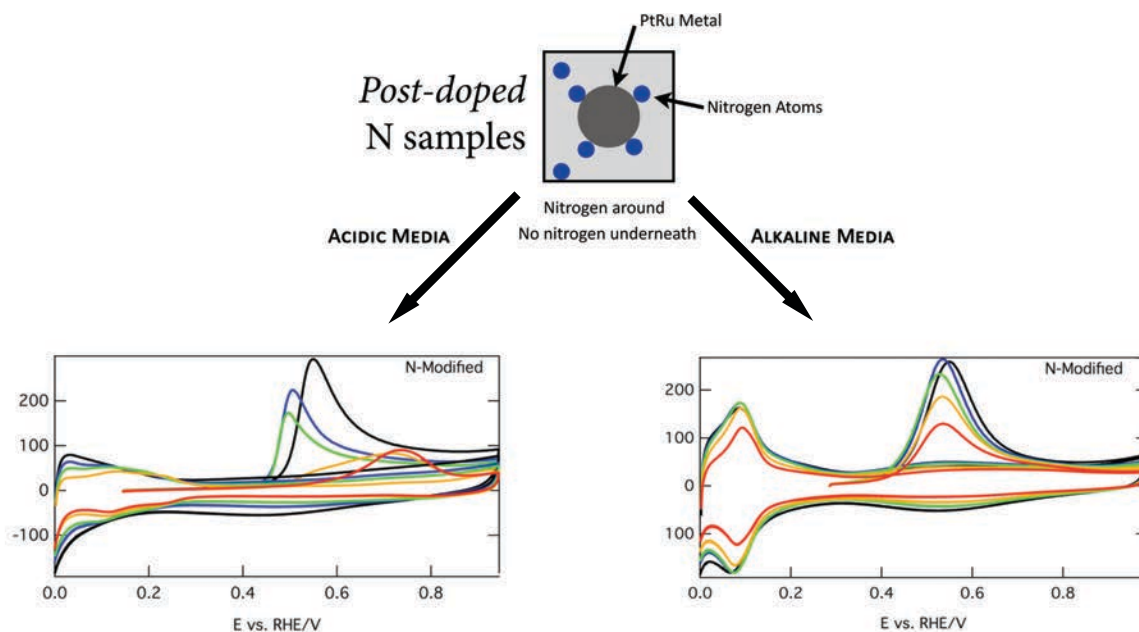 PtRu Metal
Post-doped
N samples
Nitrogen Atoms
Nitrogen around
No nitrogen underneath
ACIDIC MEDIA
ALKALINE MEDIA
N-Modified
200
100
0
-100
0.0 0.2 0.4 0.6 0.8
E vs. RHE/V
N-Modified
200
100
0
100
0.0 0.2 0.4 0.6 0.8
E vs. RHE/V